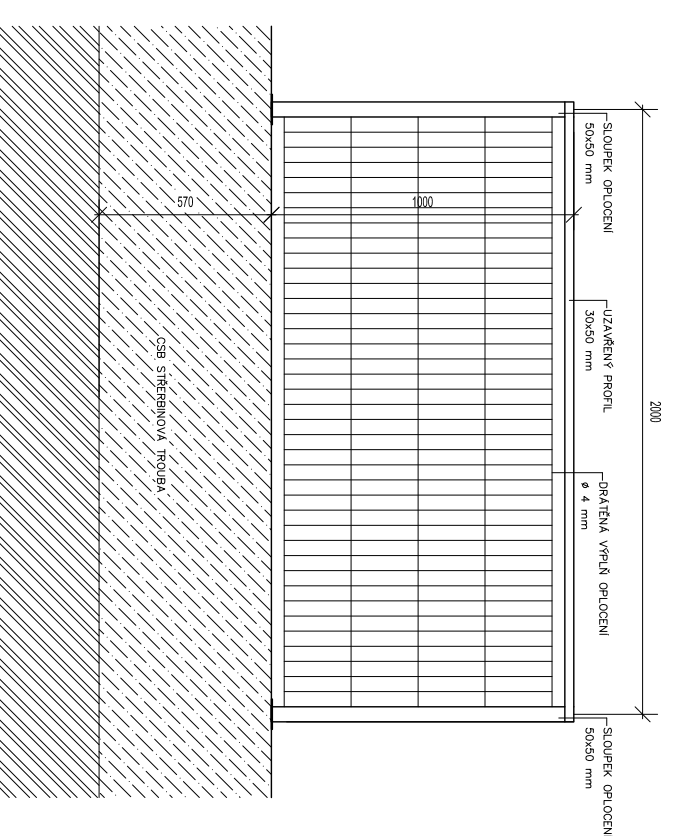 2000
SLOUPEK OPLOCENÍ
50x50 mm
UZAVŘENÝ PROFIL
30x50 mm
DRÁTĚNÁ VÝPLŇ OPLOCENÍ
ø 4 mm
SLOUPEK OPLOCENÍ
50x50 mm
1000
570
CSB ŠTĚRBINOVÁ TROUBA